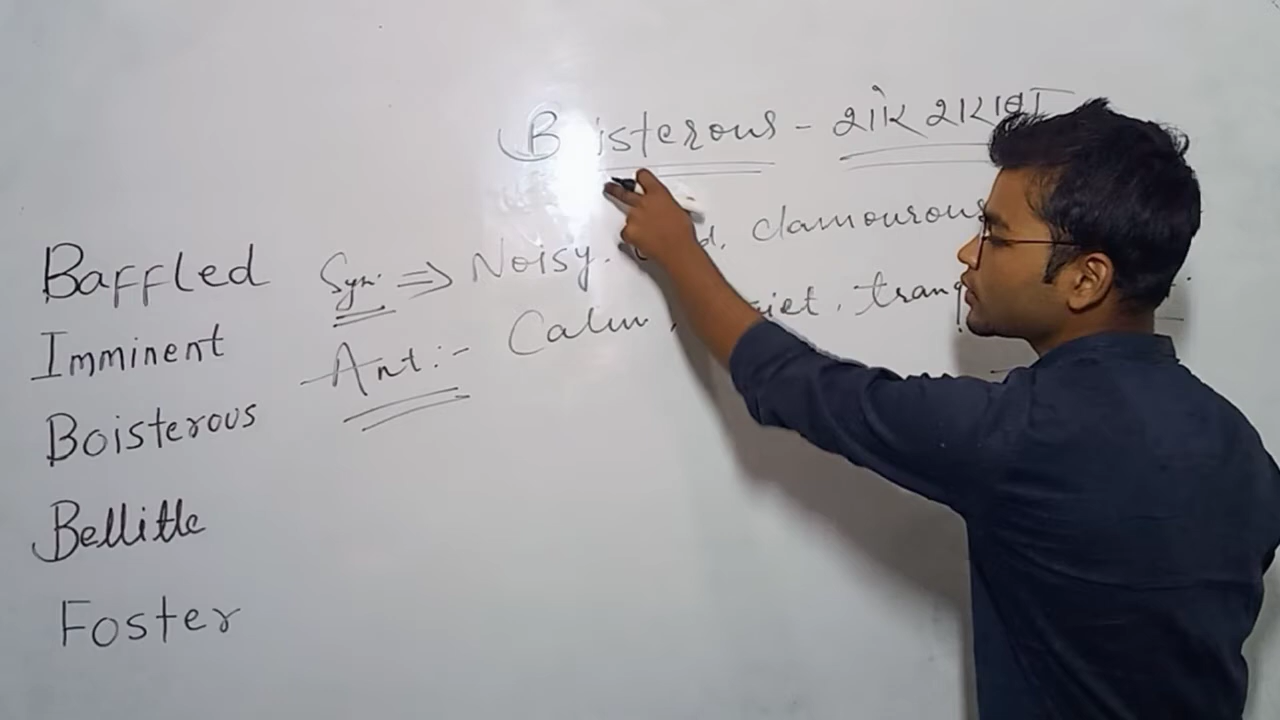 Boisterous - शोर शराबा
Baffled
Syn: ⇒ Noisy. clamourous
Imminent
Ant:- Calm,
Boisterous
Bellitle
Foster